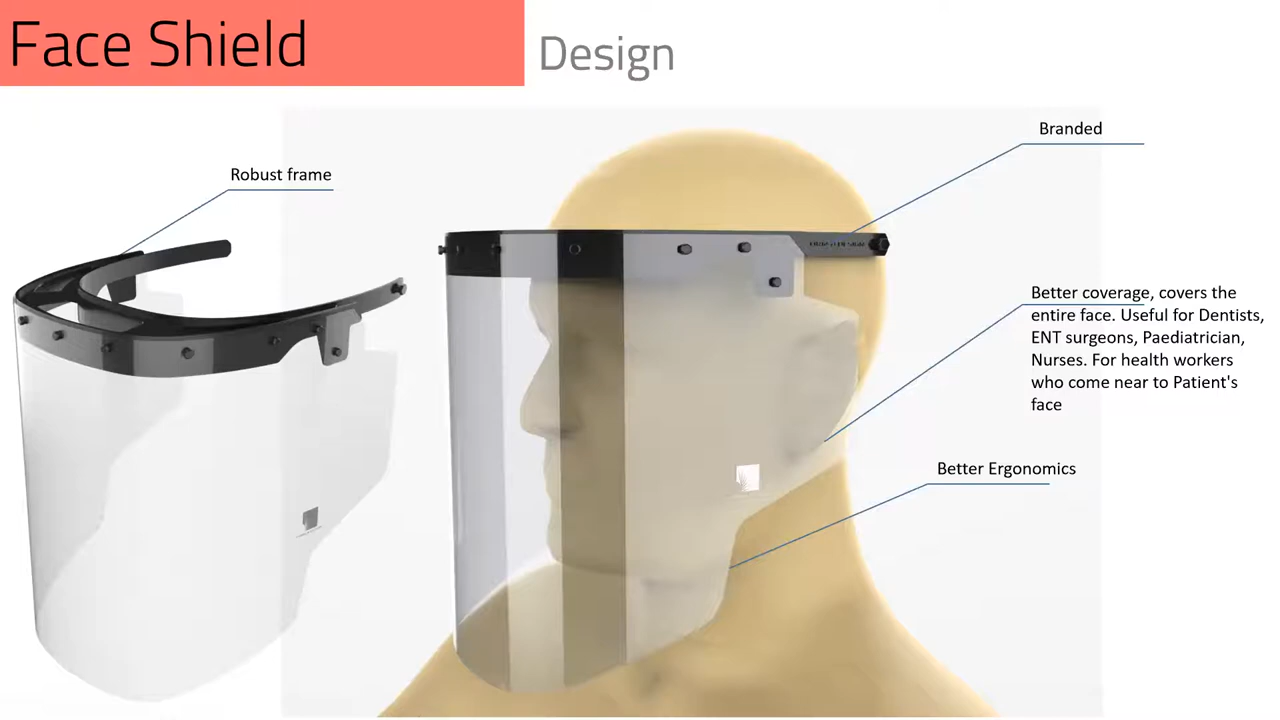 Face Shield
Design
Branded
Robust frame
Better coverage, covers the
entire face. Useful for Dentists,
ENT surgeons, Paediatrician,
Nurses. For health workers
who come near to Patient's
face
Better Ergonomics